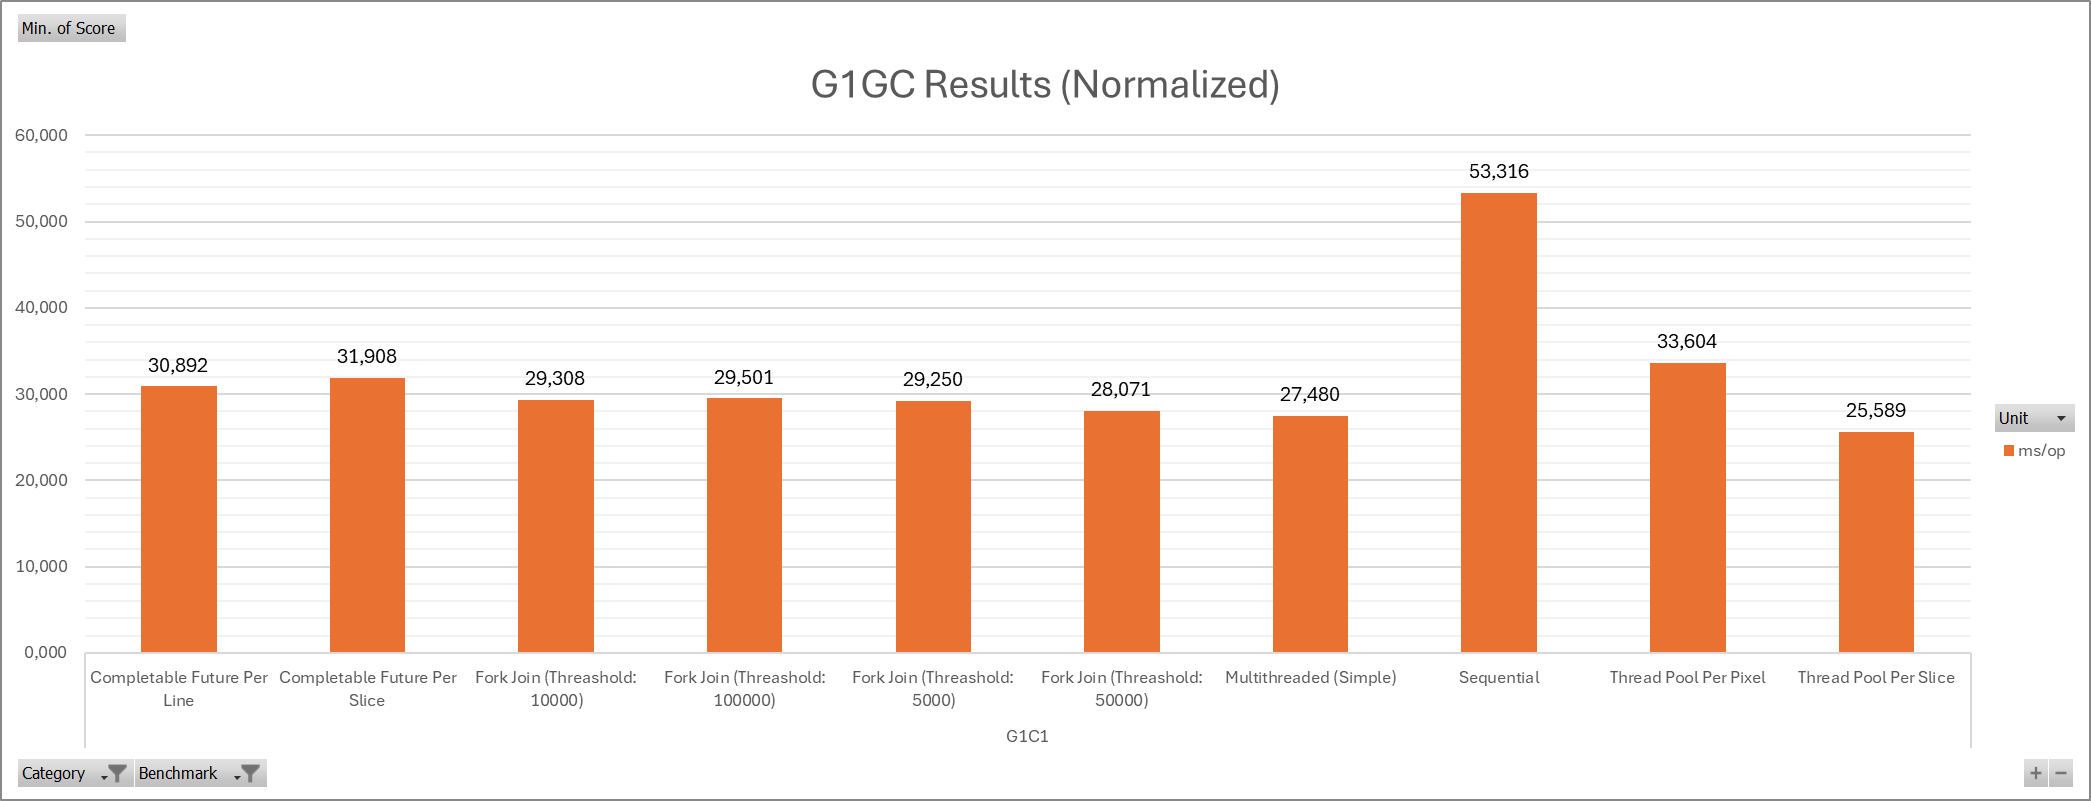 Min. of Score
G1GC Results (Normalized)
60,000
50,000
40,000
30,000
20,000
10,000
0,000
30,892
31,908
29,308
29,501
29,250
28,071
27,480
53,316
33,604
25,589
Completable Future Per
Line
Completable Future Per
Slice
Fork Join (Threashold:
10000)
Fork Join (Threashold:
100000)
Fork Join (Threashold:
5000)
Fork Join (Threashold:
50000)
Multithreaded (Simple)
Sequential
Thread Pool Per Pixel
Thread Pool Per Slice
G1C1
Unit
ms/op
Category
Benchmark
+ −